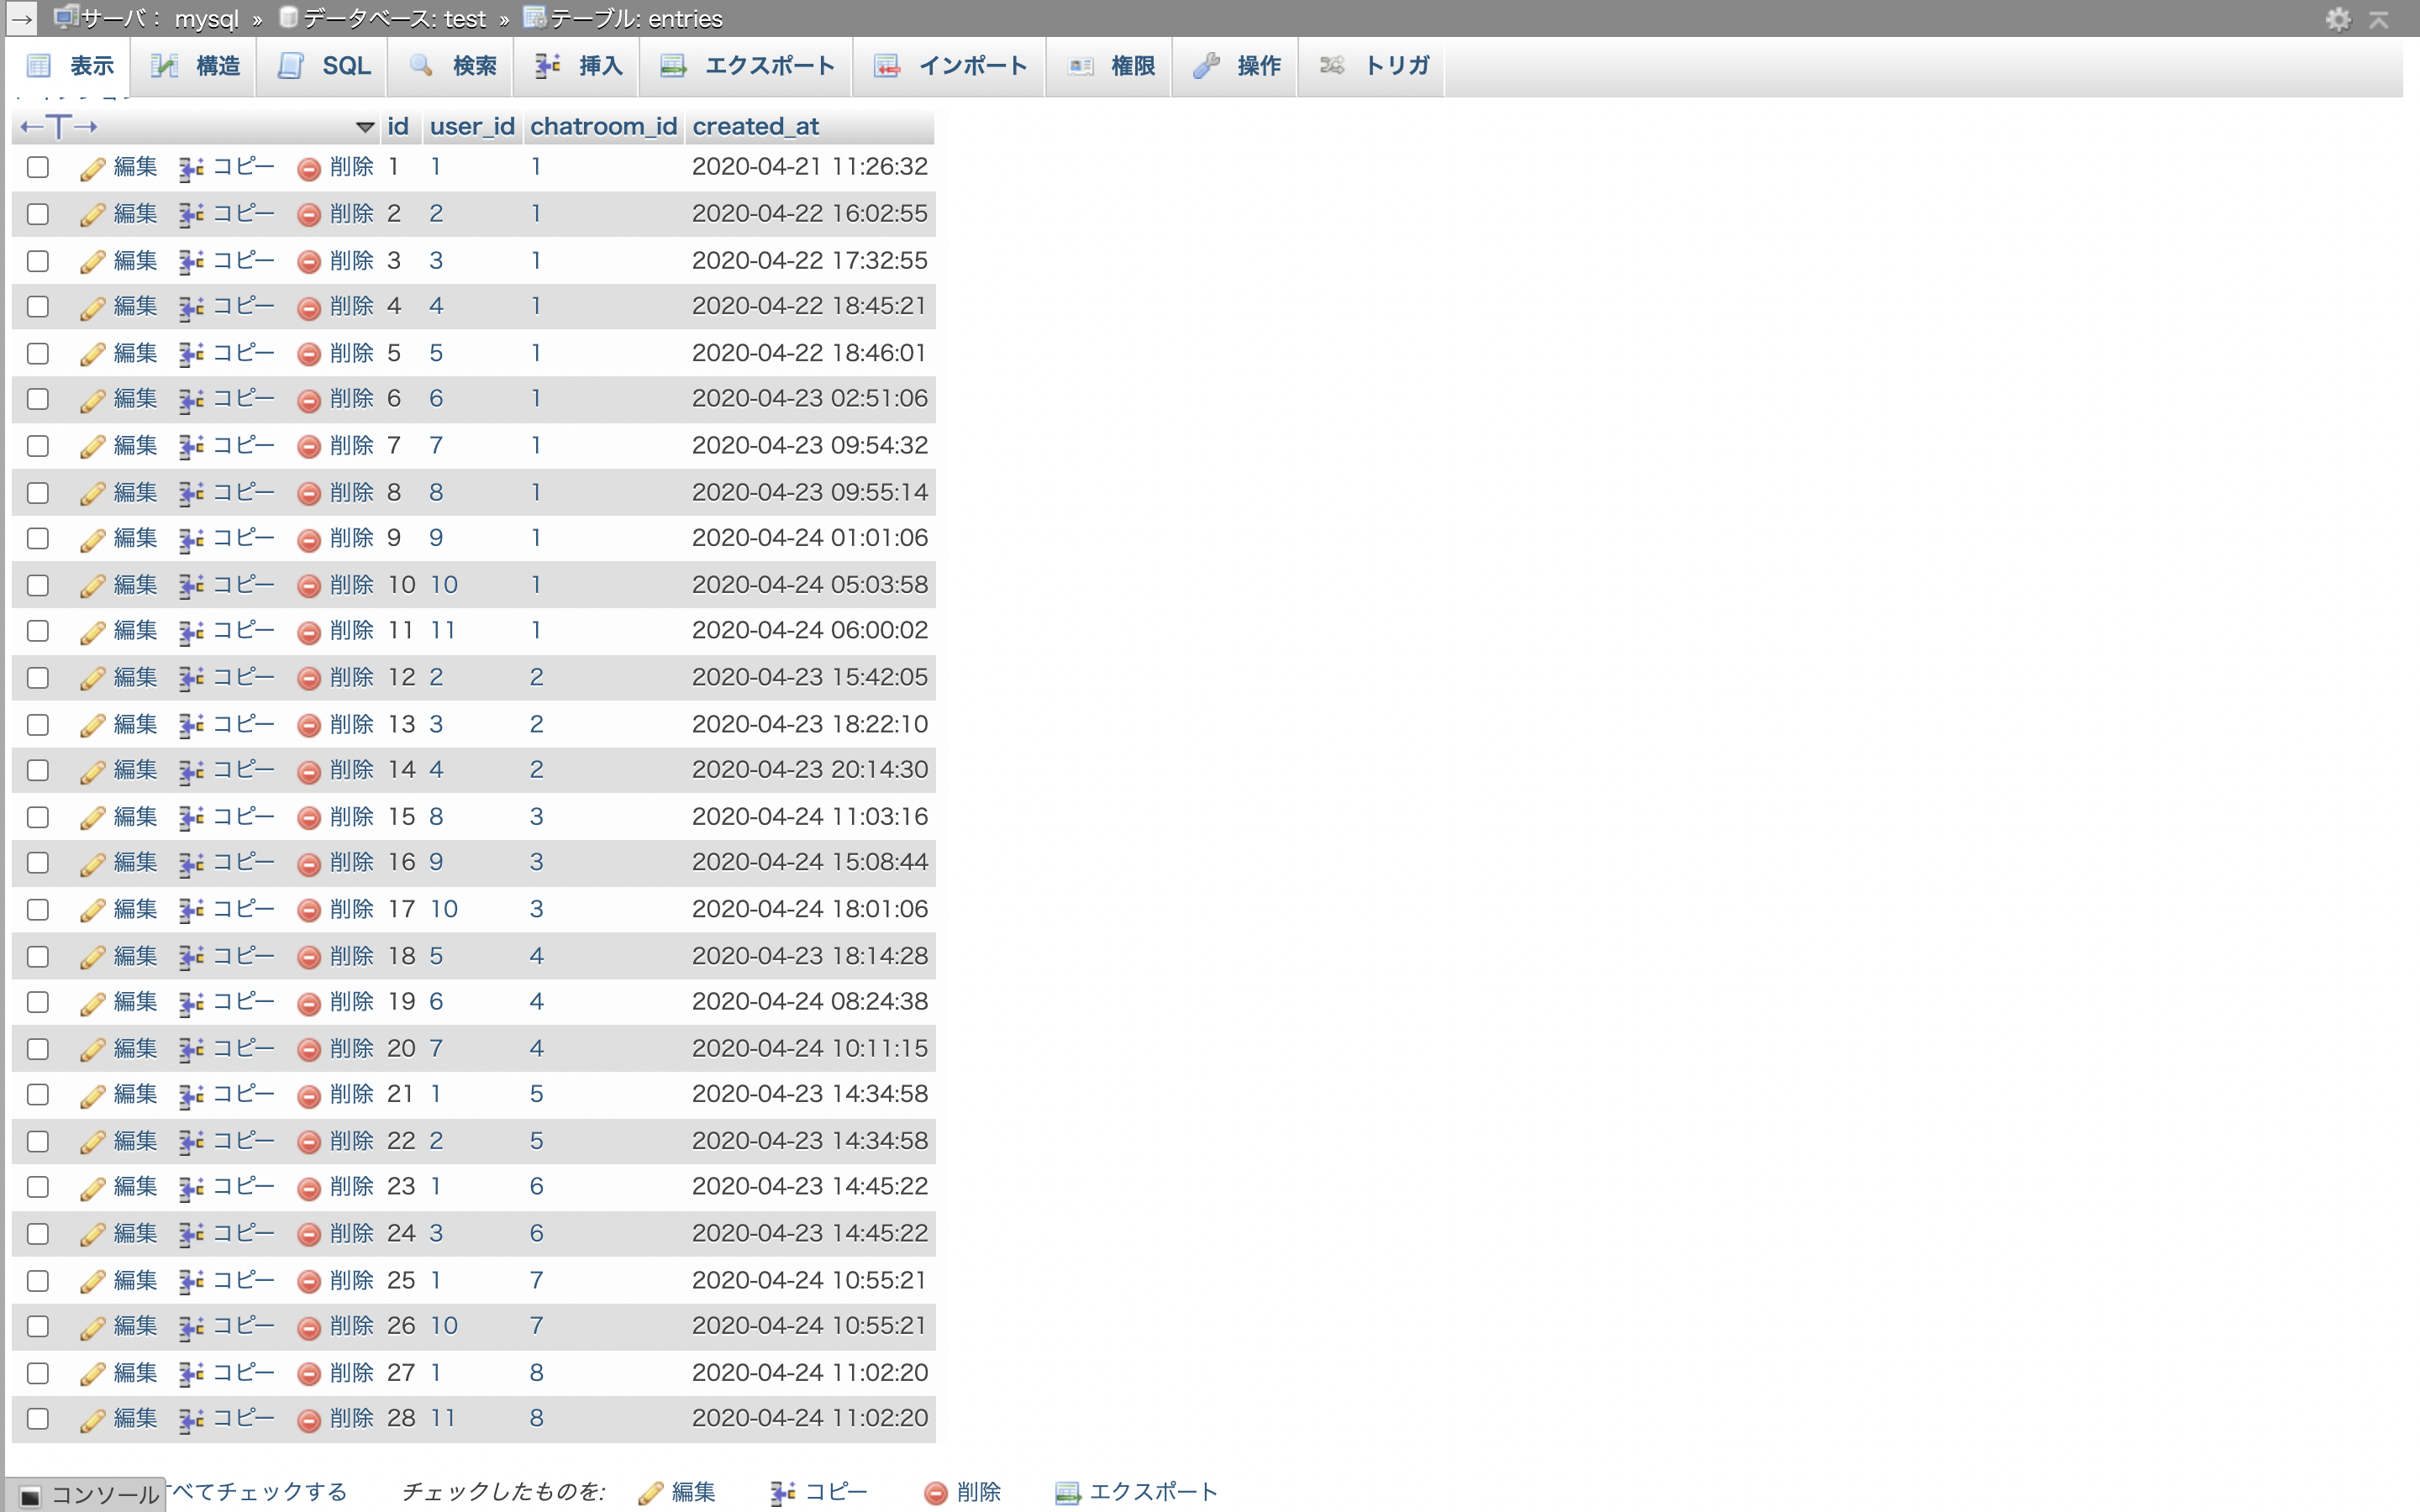 → サーバ： mysql » データベース: test » テーブル: entries
表示 構造 SQL 検索 挿入 エクスポート インポート 権限 操作 トリガ
←T→ id user_id chatroom_id created_at
編集 コピー 削除 1 1 1 2020-04-21 11:26:32
編集 コピー 削除 2 2 1 2020-04-22 16:02:55
編集 コピー 削除 3 3 1 2020-04-22 17:32:55
編集 コピー 削除 4 4 1 2020-04-22 18:45:21
編集 コピー 削除 5 5 1 2020-04-22 18:46:01
編集 コピー 削除 6 6 1 2020-04-23 02:51:06
編集 コピー 削除 7 7 1 2020-04-23 09:54:32
編集 コピー 削除 8 8 1 2020-04-23 09:55:14
編集 コピー 削除 9 9 1 2020-04-24 01:01:06
編集 コピー 削除 10 10 1 2020-04-24 05:03:58
編集 コピー 削除 11 11 1 2020-04-24 06:00:02
編集 コピー 削除 12 2 2 2020-04-23 15:42:05
編集 コピー 削除 13 3 2 2020-04-23 18:22:10
編集 コピー 削除 14 4 2 2020-04-23 20:14:30
編集 コピー 削除 15 8 3 2020-04-24 11:03:16
編集 コピー 削除 16 9 3 2020-04-24 15:08:44
編集 コピー 削除 17 10 3 2020-04-24 18:01:06
編集 コピー 削除 18 5 4 2020-04-23 18:14:28
編集 コピー 削除 19 6 4 2020-04-24 08:24:38
編集 コピー 削除 20 7 4 2020-04-24 10:11:15
編集 コピー 削除 21 1 5 2020-04-23 14:34:58
編集 コピー 削除 22 2 5 2020-04-23 14:34:58
編集 コピー 削除 23 1 6 2020-04-23 14:45:22
編集 コピー 削除 24 3 6 2020-04-23 14:45:22
編集 コピー 削除 25 1 7 2020-04-24 10:55:21
編集 コピー 削除 26 10 7 2020-04-24 10:55:21
編集 コピー 削除 27 1 8 2020-04-24 11:02:20
編集 コピー 削除 28 11 8 2020-04-24 11:02:20
コンソール べてチェックする チェックしたものを: 編集 コピー 削除 エクスポート